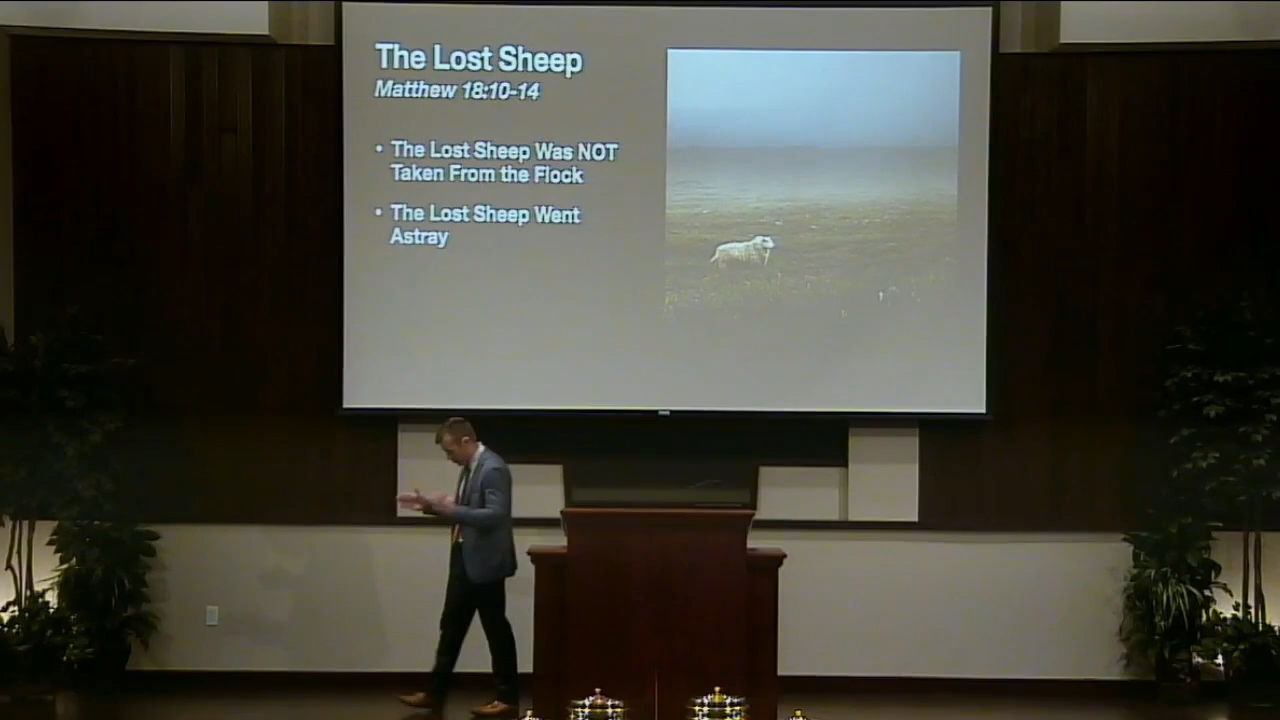 The Lost Sheep
Matthew 18:10-14
• The Lost Sheep Was NOT
Taken From the Flock
• The Lost Sheep Went
Astray